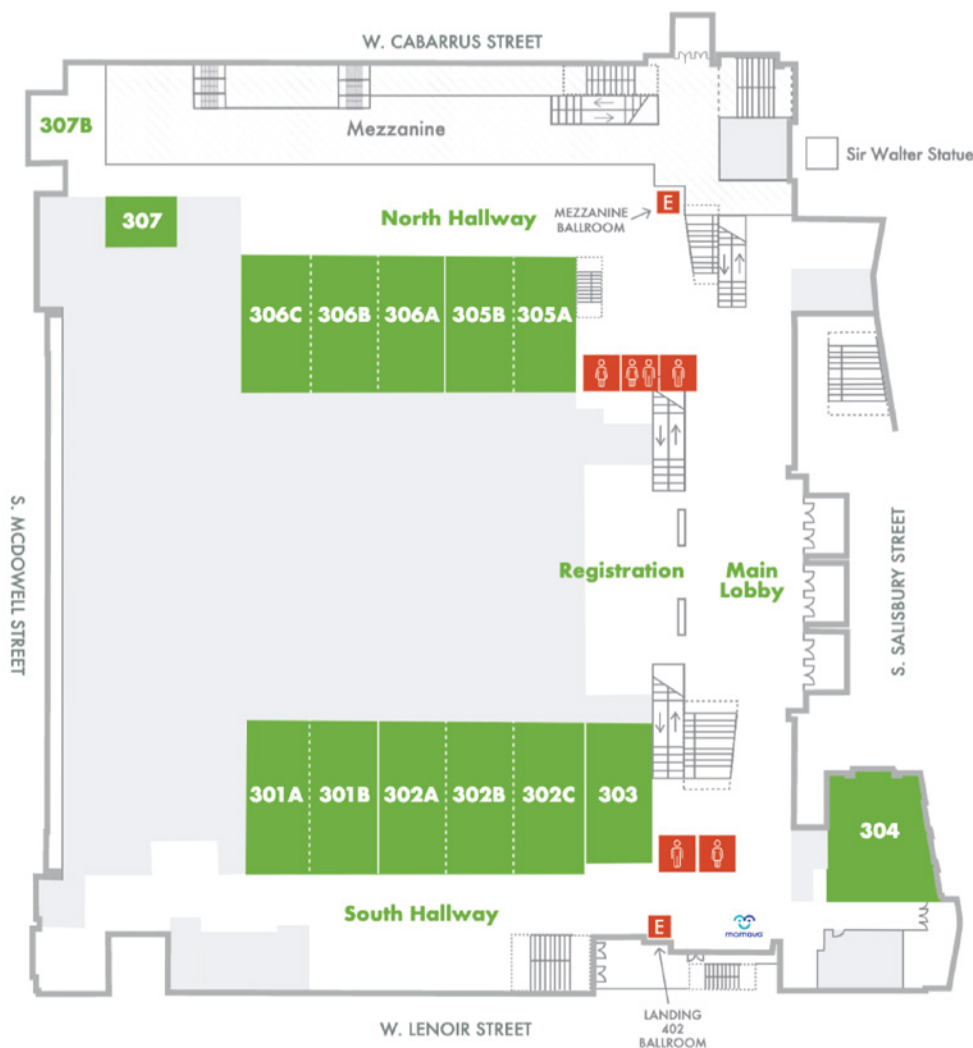 W. CABARRUS STREET
307B
Mezzanine
Sir Walter Statue
307
North Hallway
MEZZANINE
BALLROOM
E
306C
306B
306A
305B
305A
S. MCDOWELL STREET
Registration
Main
Lobby
S. SALISBURY STREET
301A
301B
302A
302B
302C
303
304
South Hallway
E
mamava
LANDING
402
BALLROOM
W. LENOIR STREET